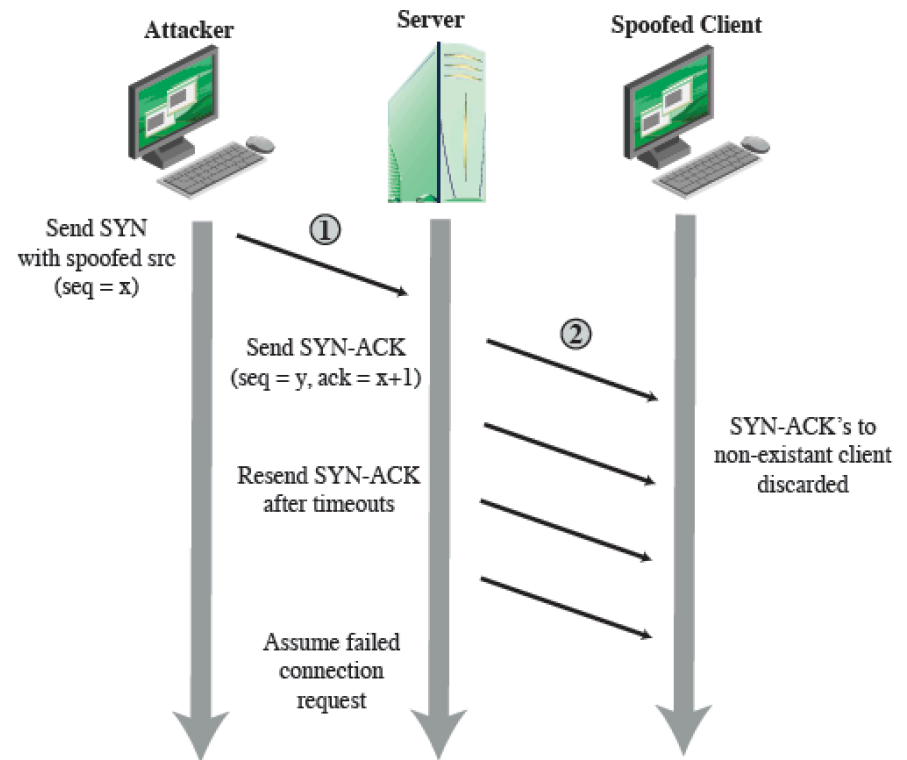 Attacker
Server
Spoofed Client
Send SYN
with spoofed src
(seq = x)
1
Send SYN-ACK
(seq = y, ack = x+1)
2
SYN-ACK's to
non-existant client
discarded
Resend SYN-ACK
after timeouts
Assume failed
connection
request